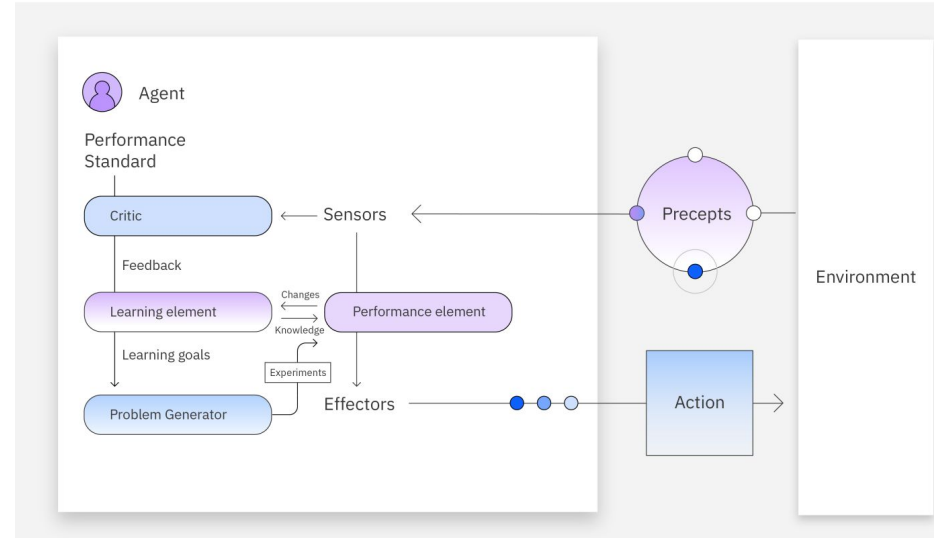 Agent
Performance
Standard
Critic
Sensors
Precepts
Feedback
Environment
Changes
Learning element
Performance element
Knowledge
Learning goals
Experiments
Problem Generator
Effectors
Action